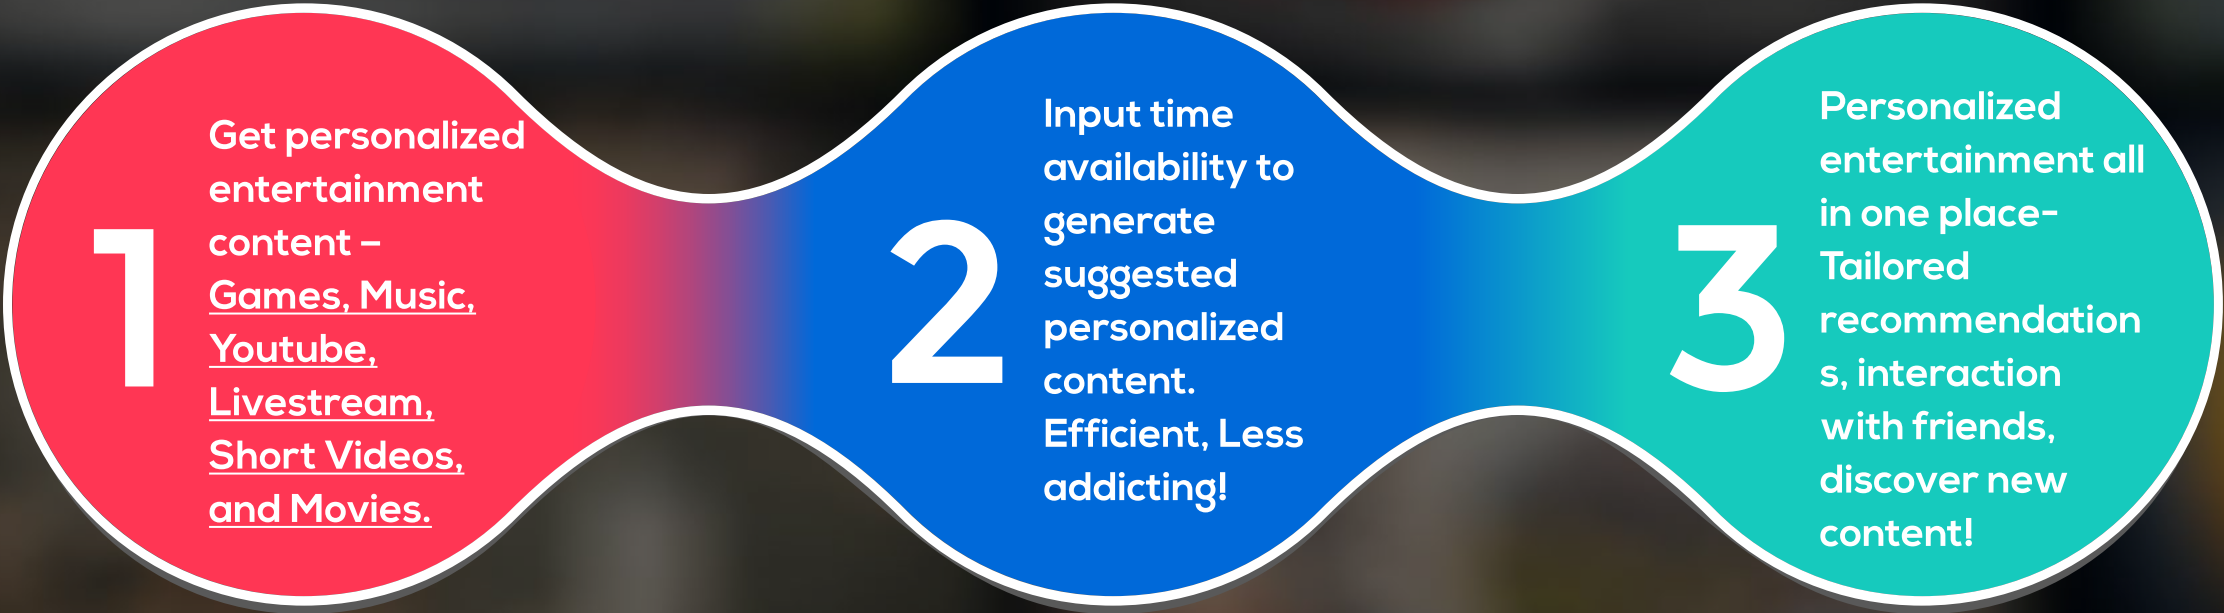 1
Get personalized
entertainment
content –
Games, Music,
Youtube,
Livestream,
Short Videos,
and Movies.
2
Input time
availability to
generate
suggested
personalized
content.
Efficient, Less
addicting!
3
Personalized
entertainment all
in one place-
Tailored
recommendation
s, interaction
with friends,
discover new
content!